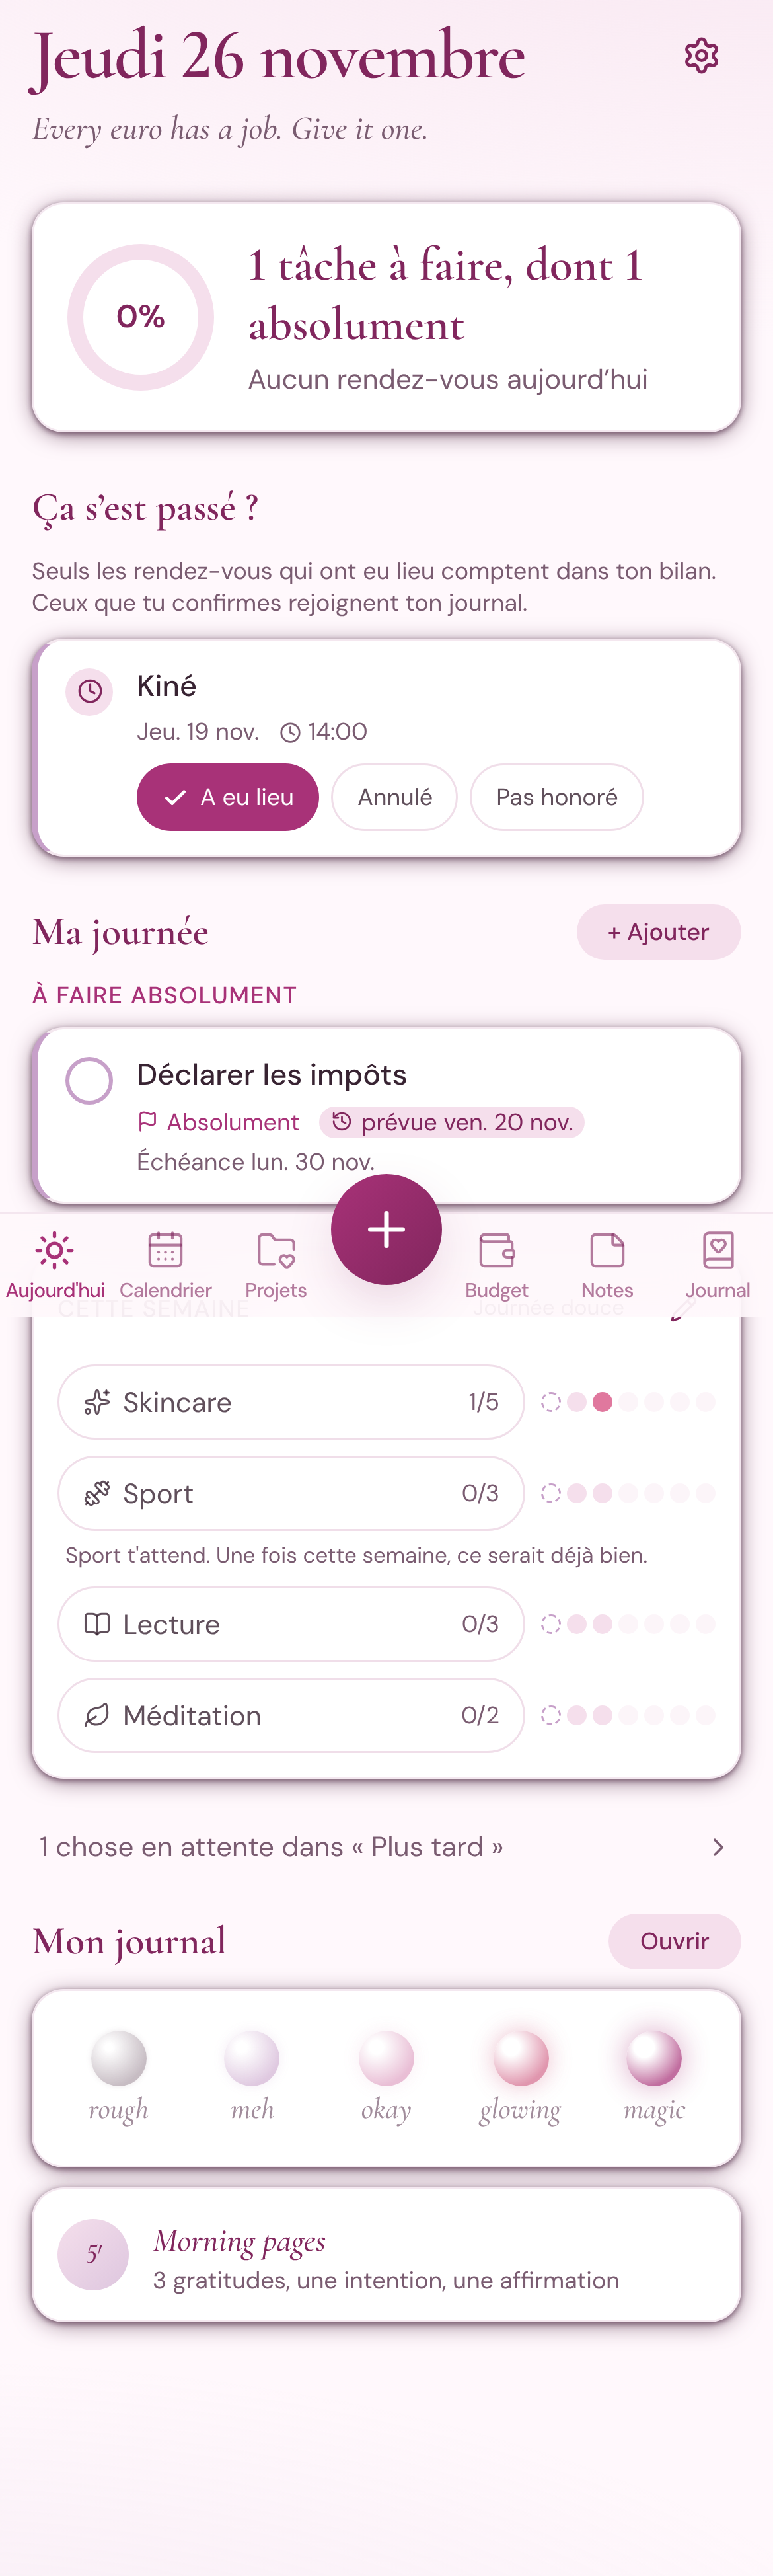 Jeudi 26 novembre
Every euro has a job. Give it one.
0%
1 tâche à faire, dont 1
absolument
Aucun rendez-vous aujourd’hui
Ça s’est passé ?
Seuls les rendez-vous qui ont eu lieu comptent dans ton bilan.
Ceux que tu confirmes rejoignent ton journal.
Kiné
Jeu. 19 nov. 14:00
A eu lieu Annulé Pas honoré
Ma journée + Ajouter
À FAIRE ABSOLUMENT
Déclarer les impôts
Absolument prévue ven. 20 nov.
Échéance lun. 30 nov.
Aujourd'hui Calendrier Projets Budget Notes Journal
CETTE SEMAINE Journée douce
Skincare 1/5
Sport 0/3
Sport t'attend. Une fois cette semaine, ce serait déjà bien.
Lecture 0/3
Méditation 0/2
1 chose en attente dans « Plus tard »
Mon journal Ouvrir
rough meh okay glowing magic
5'
Morning pages
3 gratitudes, une intention, une affirmation